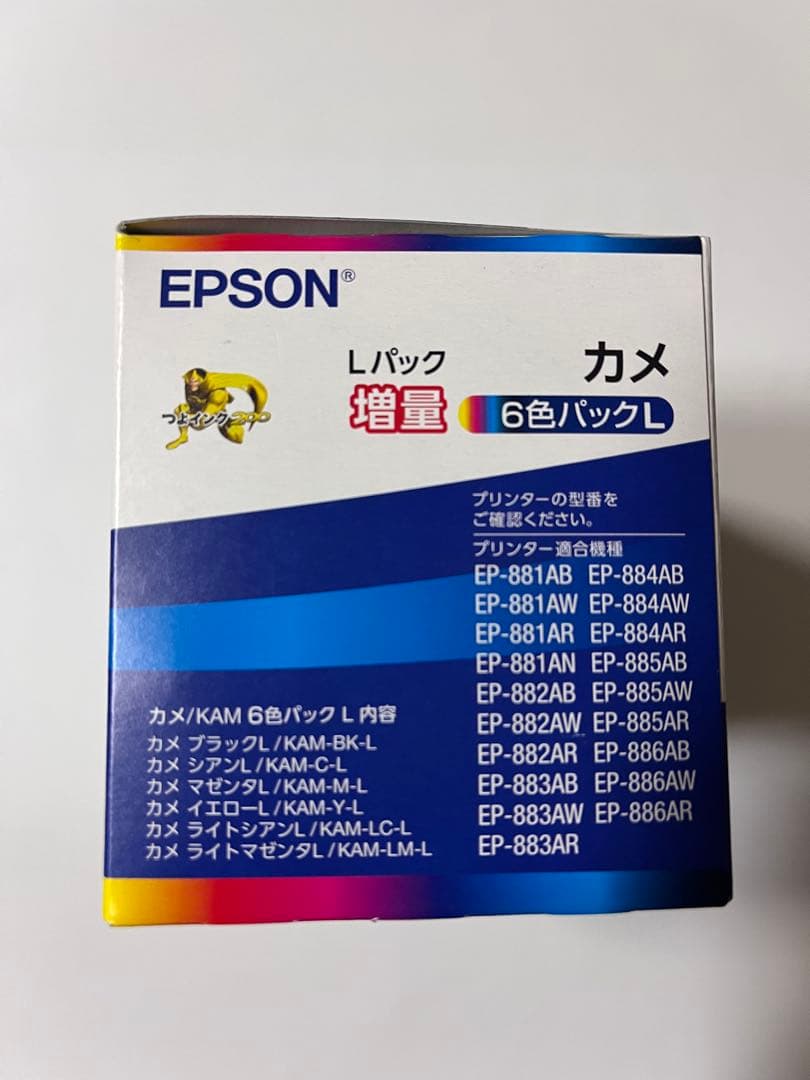 EPSON®
つよインク200
Lパック
増量
カメ
6色パックL
プリンターの型番を
ご確認ください。
プリンター適合機種
EP-881AB EP-884AB
EP-881AW EP-884AW
EP-881AR EP-884AR
EP-881AN EP-885AB
EP-882AB EP-885AW
EP-882AW EP-885AR
EP-882AR EP-886AB
EP-883AB EP-886AW
EP-883AW EP-886AR
EP-883AR
カメ/KAM 6色パック L 内容
カメ ブラックL/KAM-BK-L
カメ シアンL/KAM-C-L
カメ マゼンタL/KAM-M-L
カメ イエローL/KAM-Y-L
カメ ライトシアンL/KAM-LC-L
カメ ライトマゼンタL/KAM-LM-L